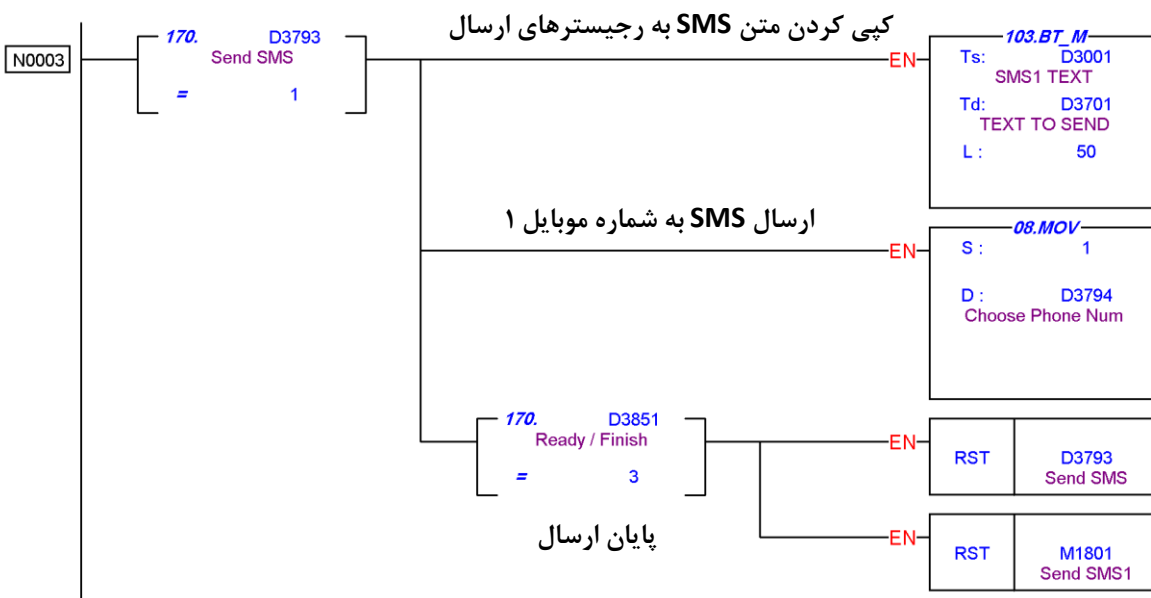 N0003
170. D3793
Send SMS
= 1
کپی کردن متن SMS به رجیسترهای ارسال
EN
103.BT_M
Ts: D3001
SMS1 TEXT
Td: D3701
TEXT TO SEND
L : 50
ارسال SMS به شماره موبایل ۱
EN
08.MOV
S : 1
D : D3794
Choose Phone Num
170. D3851
Ready / Finish
= 3
پایان ارسال
EN
RST D3793
Send SMS
EN
RST M1801
Send SMS1